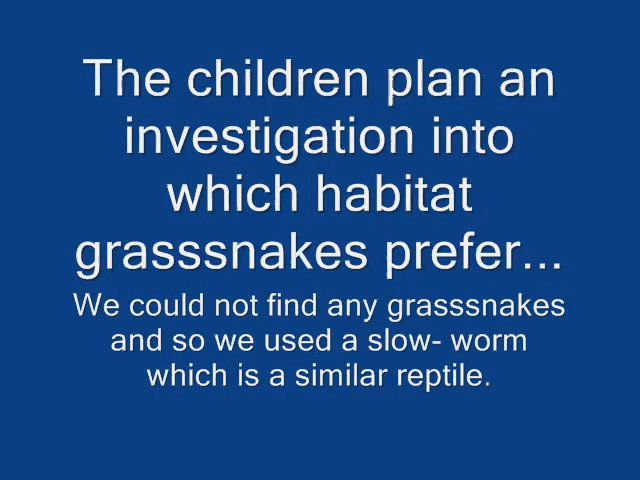 The children plan an
investigation into
which habitat
grasssnakes prefer...
We could not find any grasssnakes
and so we used a slow- worm
which is a similar reptile.